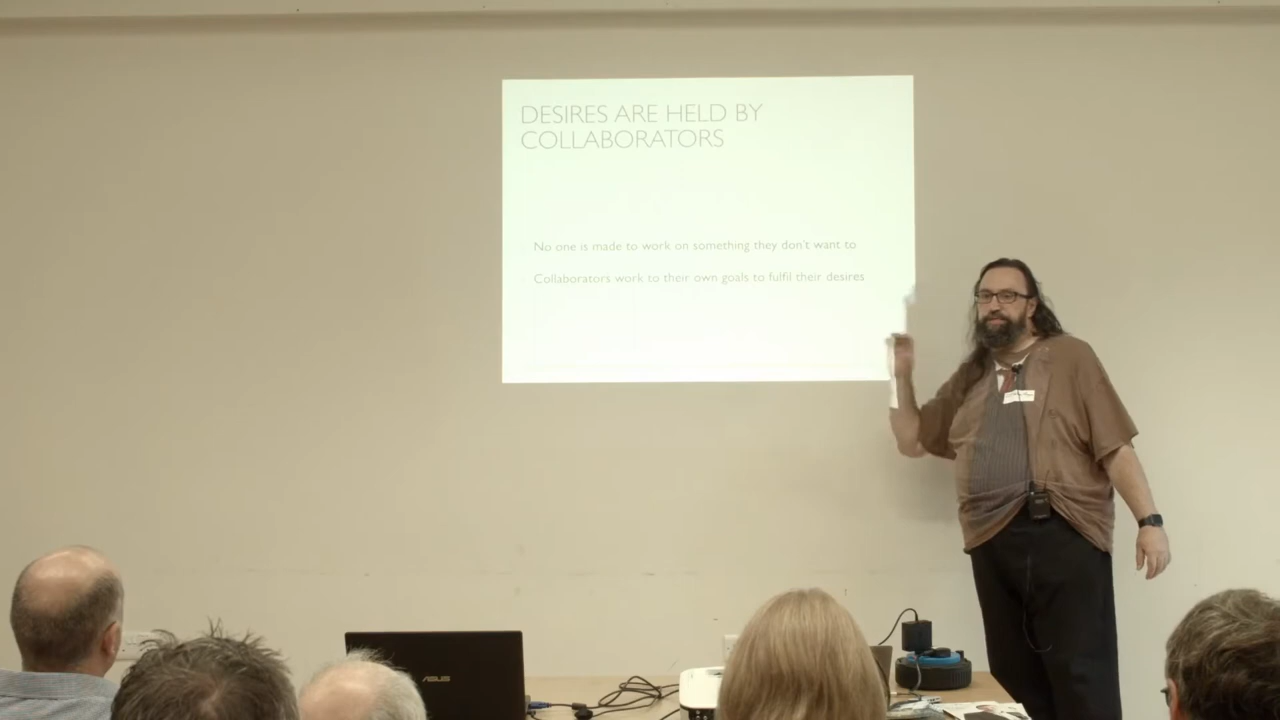 DESIRES ARE HELD BY
COLLABORATORS
No one is made to work on something they don't want to
Collaborators work to their own goals to fulfil their desires
ASUS